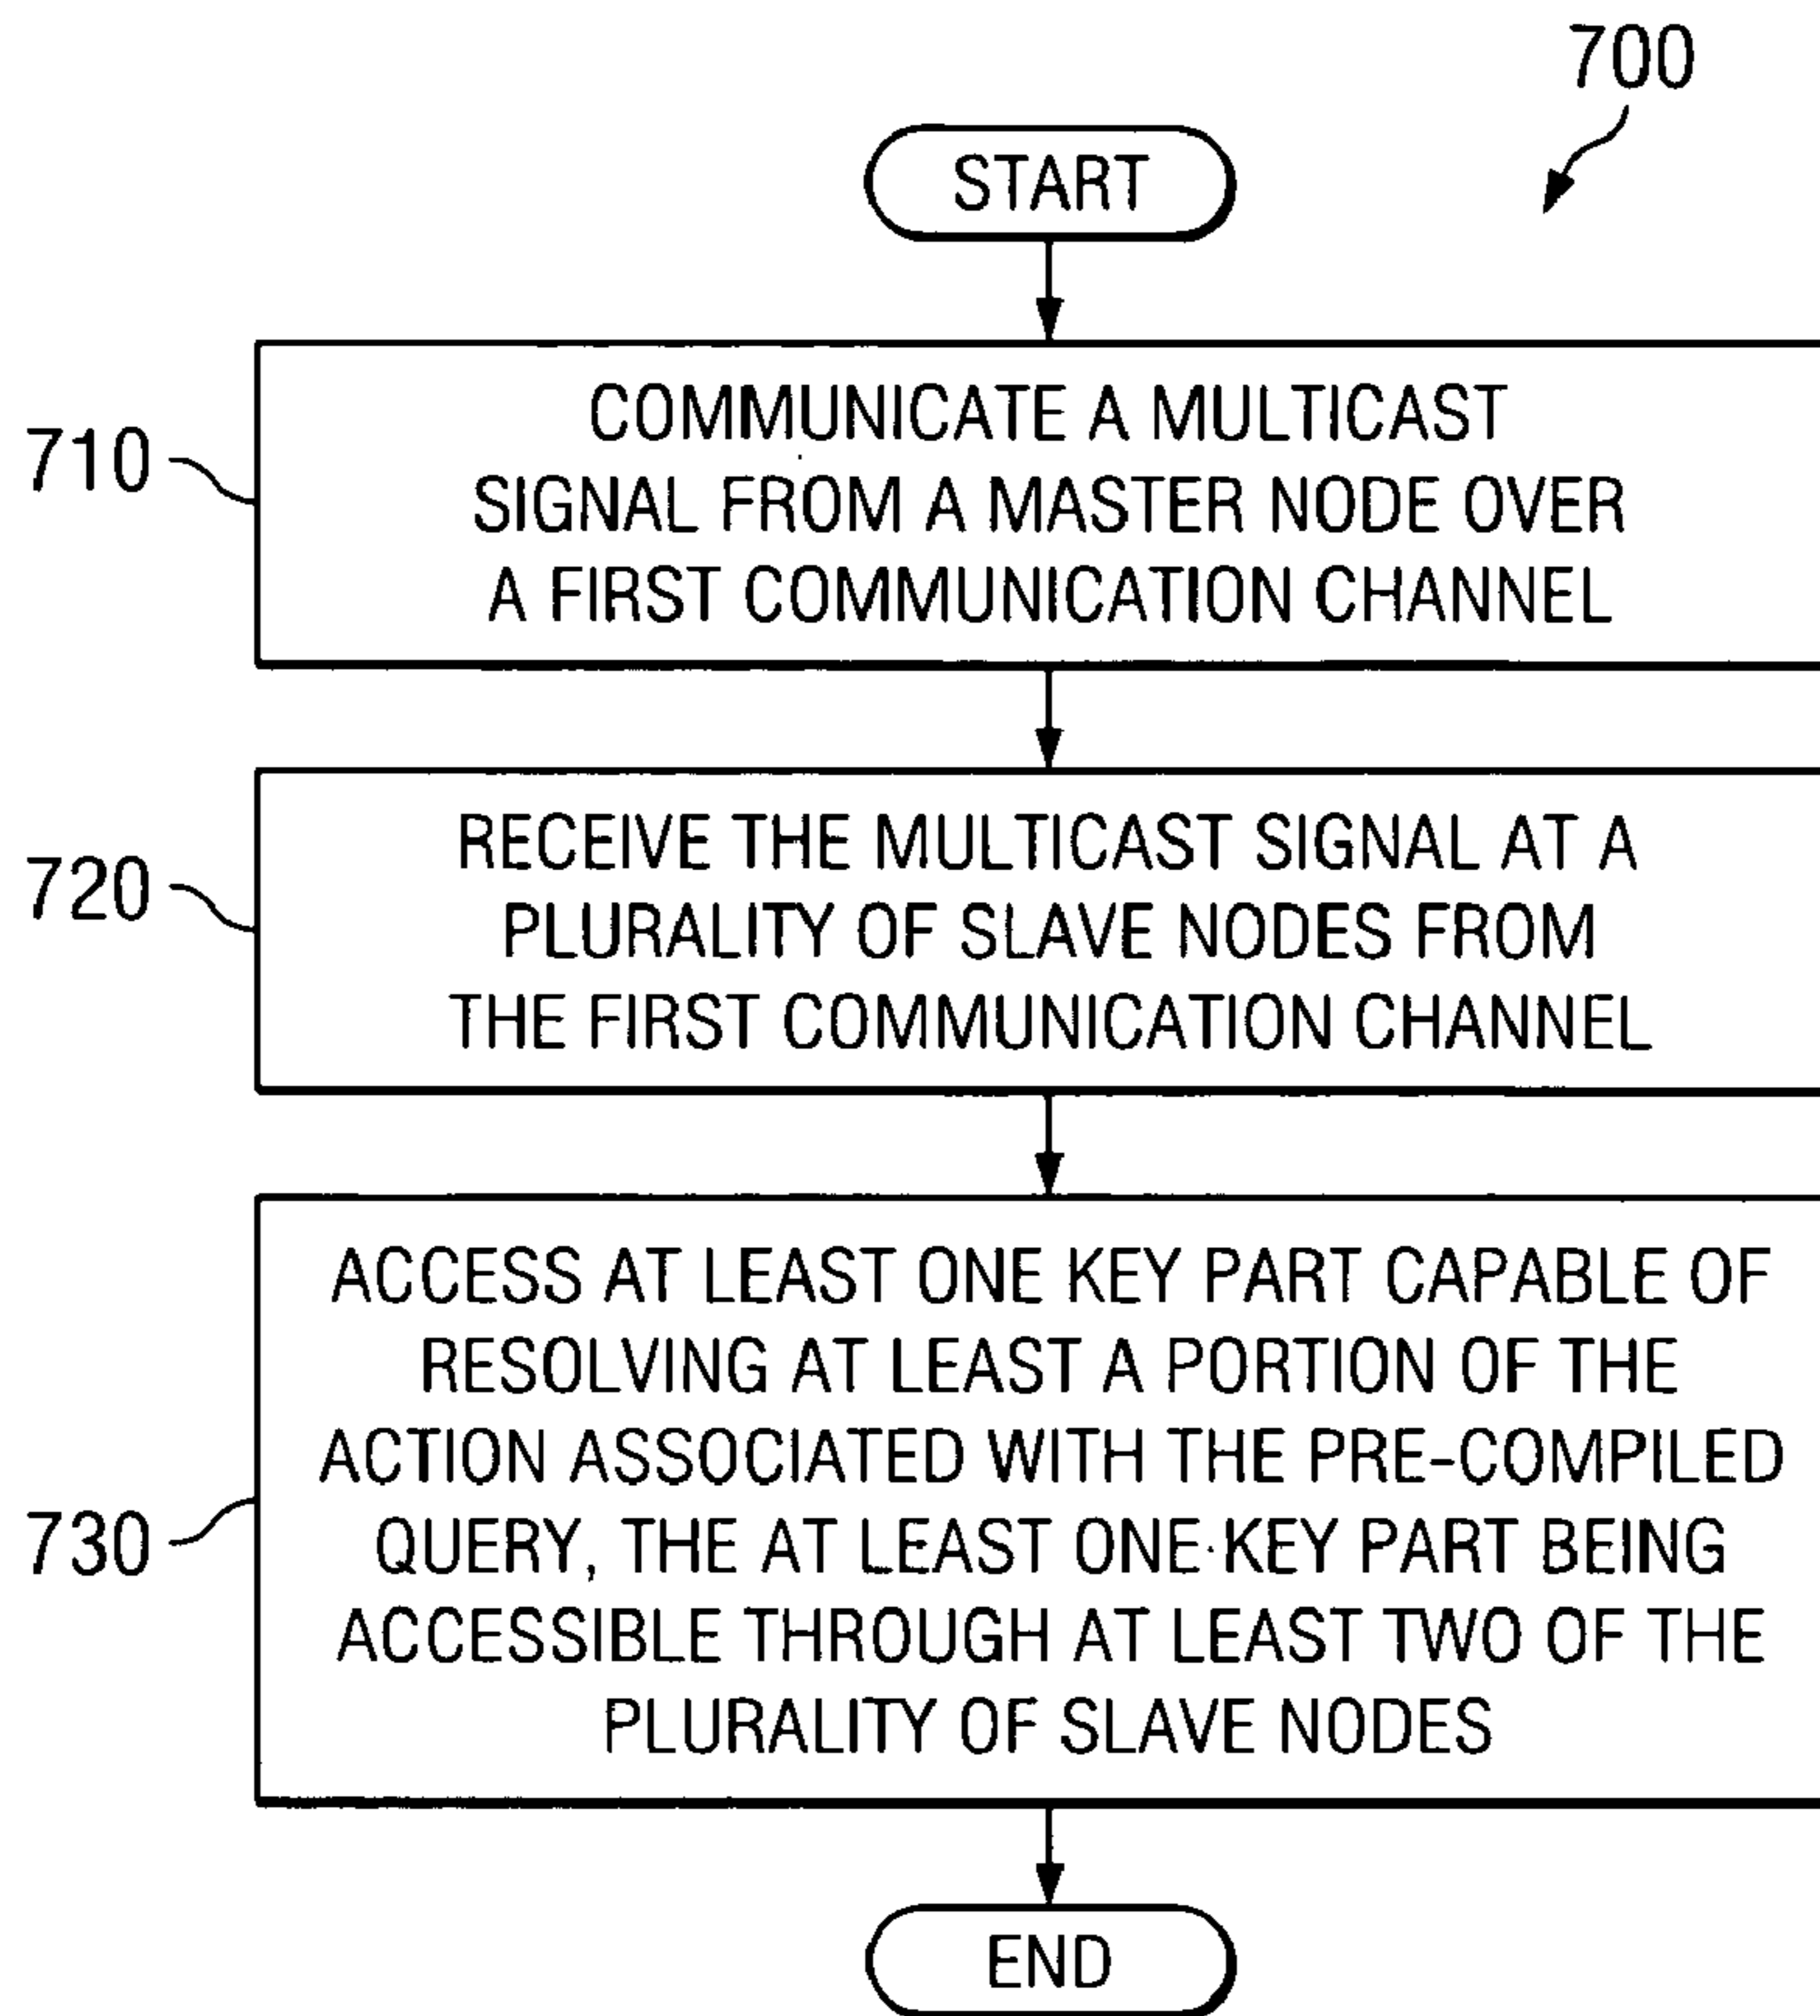 700
START
710
COMMUNICATE A MULTICAST
SIGNAL FROM A MASTER NODE OVER
A FIRST COMMUNICATION CHANNEL
720
RECEIVE THE MULTICAST SIGNAL AT A
PLURALITY OF SLAVE NODES FROM
THE FIRST COMMUNICATION CHANNEL
730
ACCESS AT LEAST ONE KEY PART CAPABLE OF
RESOLVING AT LEAST A PORTION OF THE
ACTION ASSOCIATED WITH THE PRE-COMPILED
QUERY, THE AT LEAST ONE KEY PART BEING
ACCESSIBLE THROUGH AT LEAST TWO OF THE
PLURALITY OF SLAVE NODES
END